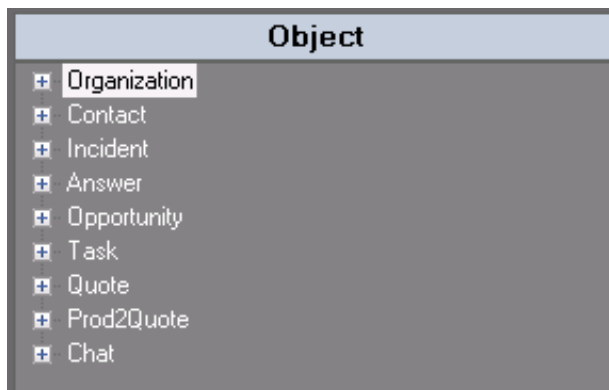 Object
Organization
Contact
Incident
Answer
Opportunity
Task
Quote
Prod2Quote
Chat